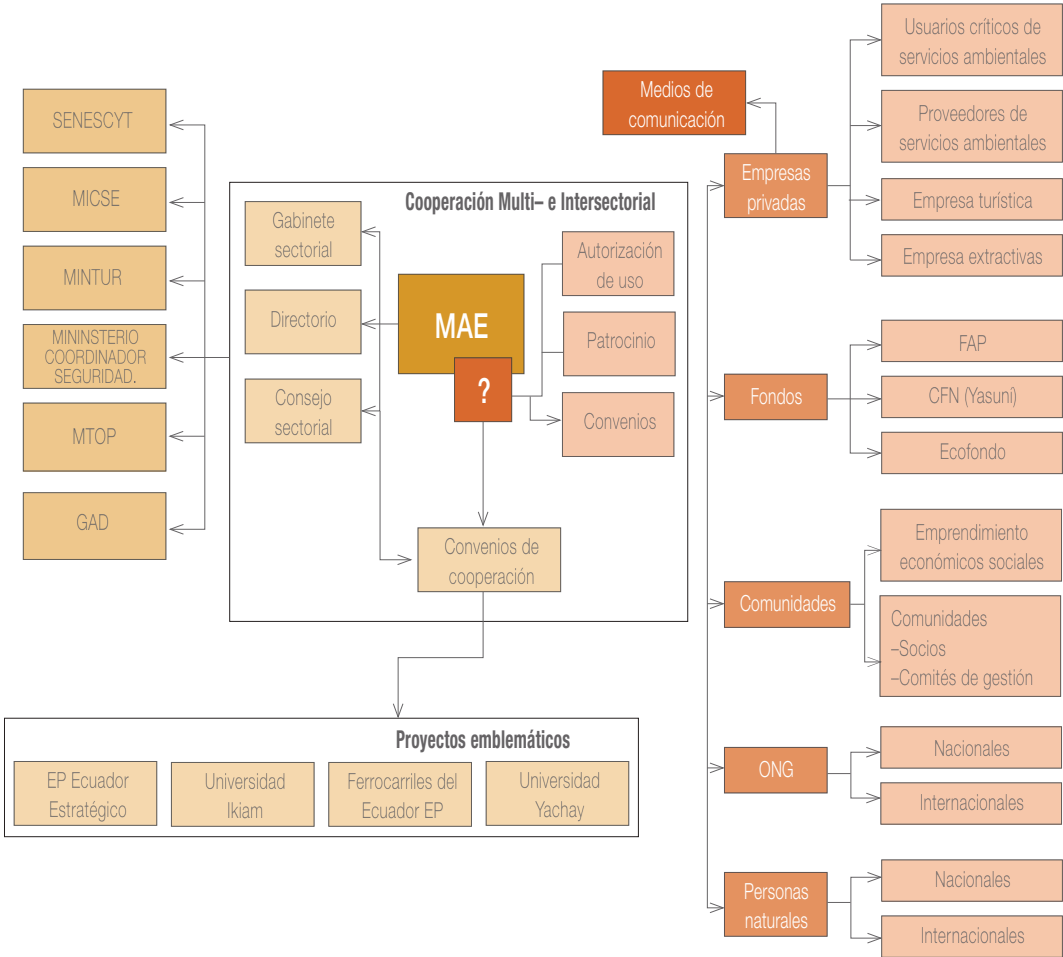 SENESCYT
MICSE
MINTUR
MININSTERIO
COORDINADOR
SEGURIDAD.
MTOP
GAD
Cooperación Multi– e Intersectorial
Gabinete
sectorial
Directorio
Consejo
sectorial
MAE
?
Autorización
de uso
Patrocinio
Convenios
Convenios de
cooperación
Proyectos emblemáticos
EP Ecuador
Estratégico
Universidad
Ikiam
Ferrocarriles del
Ecuador EP
Universidad
Yachay
Medios de
comunicación
Empresas
privadas
Usuarios críticos de
servicios ambientales
Proveedores de
servicios ambientales
Empresa turística
Empresa extractivas
Fondos
FAP
CFN (Yasuní)
Ecofondo
Comunidades
Emprendimiento
económicos sociales
Comunidades
–Socios
–Comités de gestión
ONG
Nacionales
Internacionales
Personas
naturales
Nacionales
Internacionales